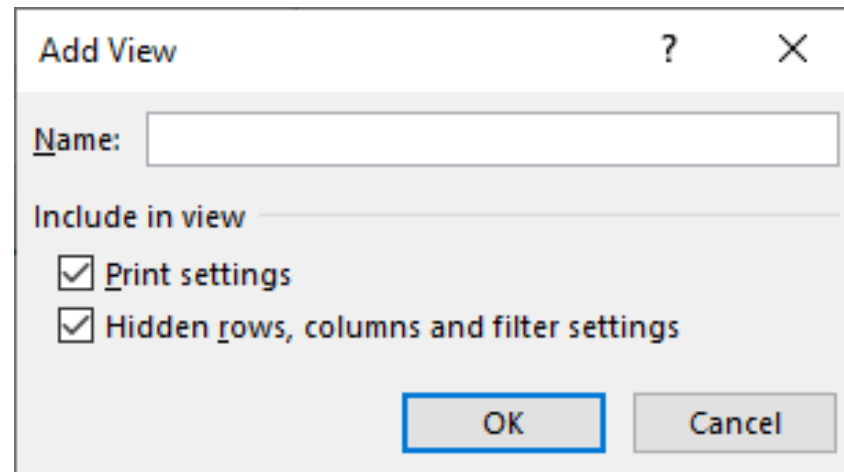 Add View ?
Name:
Include in view
Print settings
Hidden rows, columns and filter settings
OK Cancel